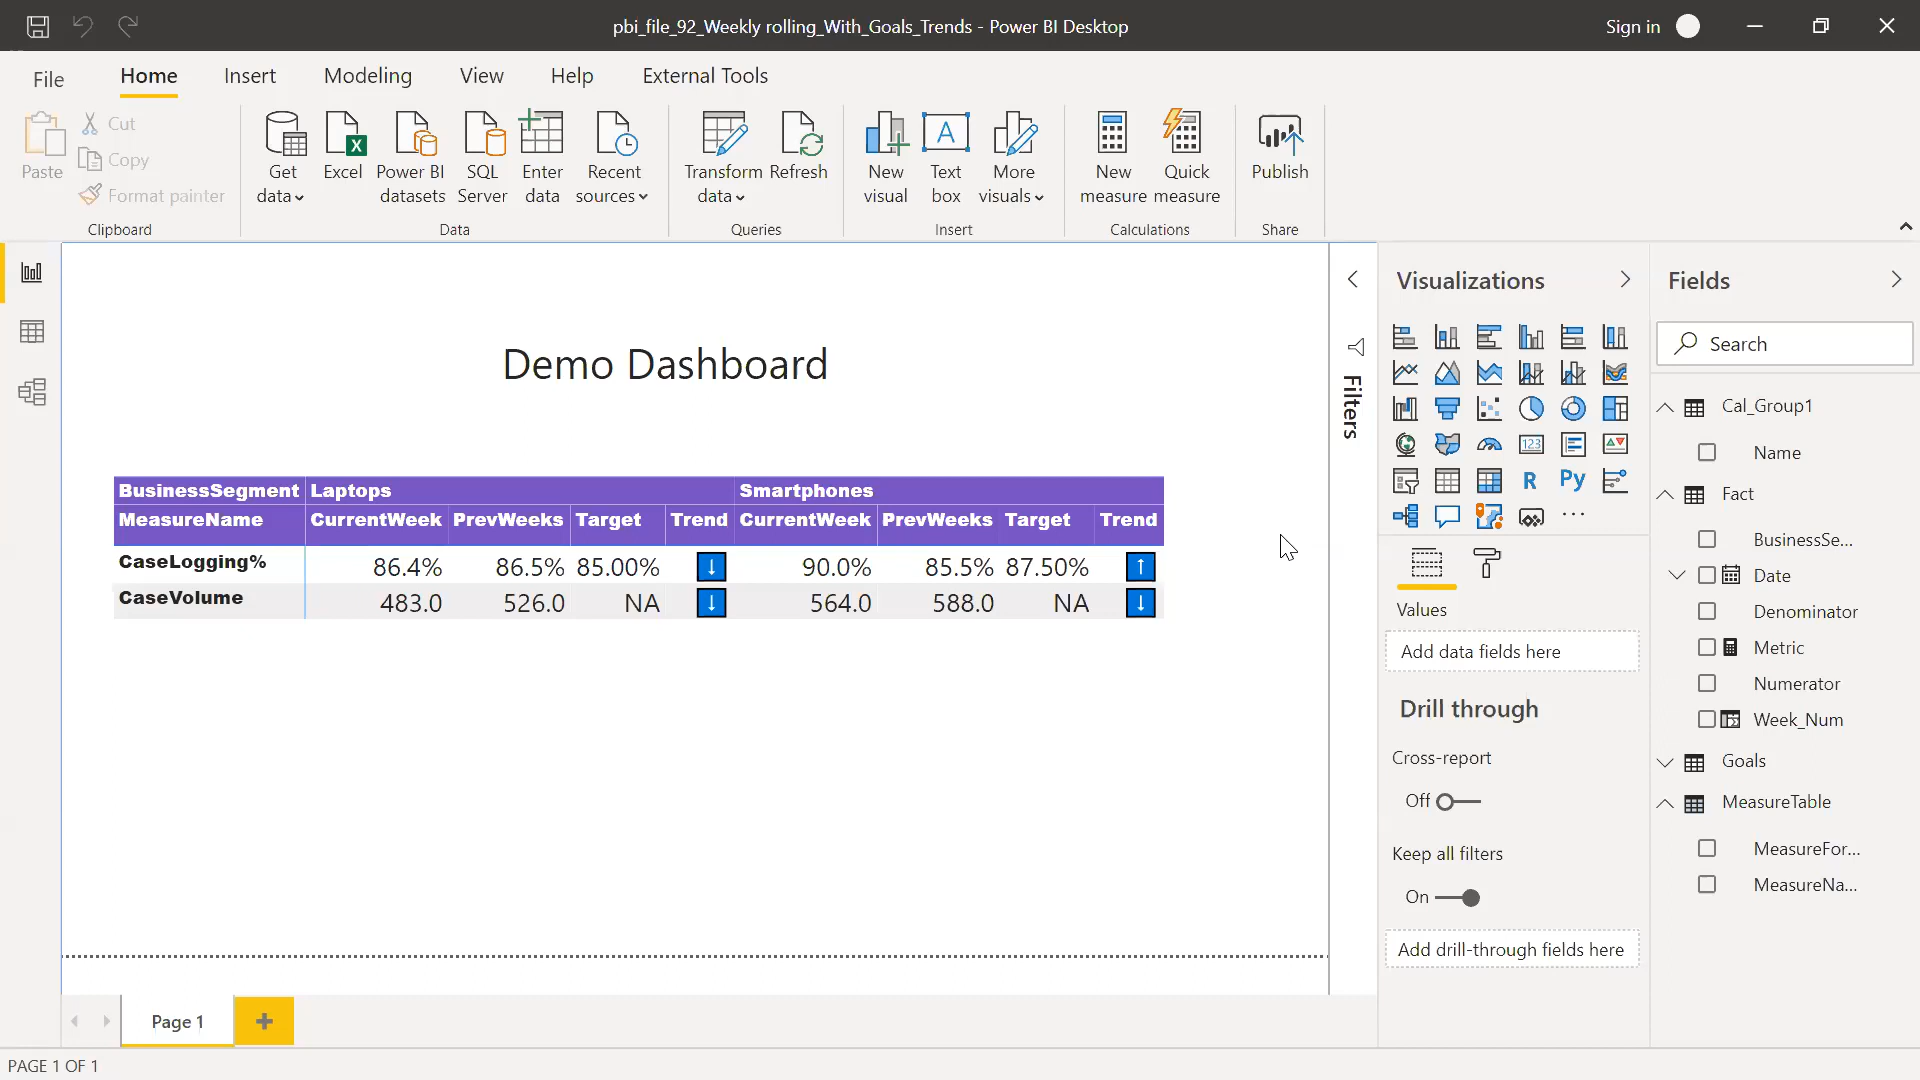 pbi_file_92_Weekly rolling_With_Goals_Trends - Power BI Desktop
Sign in
File Home Insert Modeling View Help External Tools
Paste
Cut
Copy
Format painter
Clipboard
Get data
Excel
Power BI datasets
SQL Server
Enter data
Recent sources
Data
Transform data
Refresh
Queries
New visual
Text box
More visuals
Insert
New measure
Quick measure
Calculations
Publish
Share
Demo Dashboard
BusinessSegment Laptops Smartphones
MeasureName CurrentWeek PrevWeeks Target Trend CurrentWeek PrevWeeks Target Trend
CaseLogging% 86.4% 86.5% 85.00% ↓ 90.0% 85.5% 87.50% ↑
CaseVolume 483.0 526.0 NA ↓ 564.0 588.0 NA ↓
Filters
Visualizations
123
R
Py
...
Values
Add data fields here
Drill through
Cross-report
Off
Keep all filters
On
Add drill-through fields here
Fields
Search
Cal_Group1
Name
Fact
BusinessSe...
Date
Denominator
Metric
Numerator
Week_Num
Goals
MeasureTable
MeasureFor...
MeasureNa...
Page 1
PAGE 1 OF 1